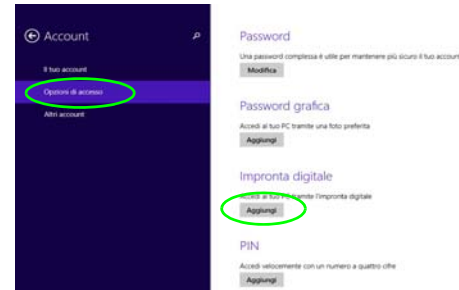 Account
Il tuo account
Opzioni di accesso
Altri account
Password
Una password complessa è utile per mantenere più sicuro il tuo account
Modifica
Password grafica
Accedi al tuo PC tramite una foto preferita
Aggiungi
Impronta digitale
Accedi al tuo PC tramite l'impronta digitale
Aggiungi
PIN
Accedi velocemente con un numero a quattro cifre
Aggiungi